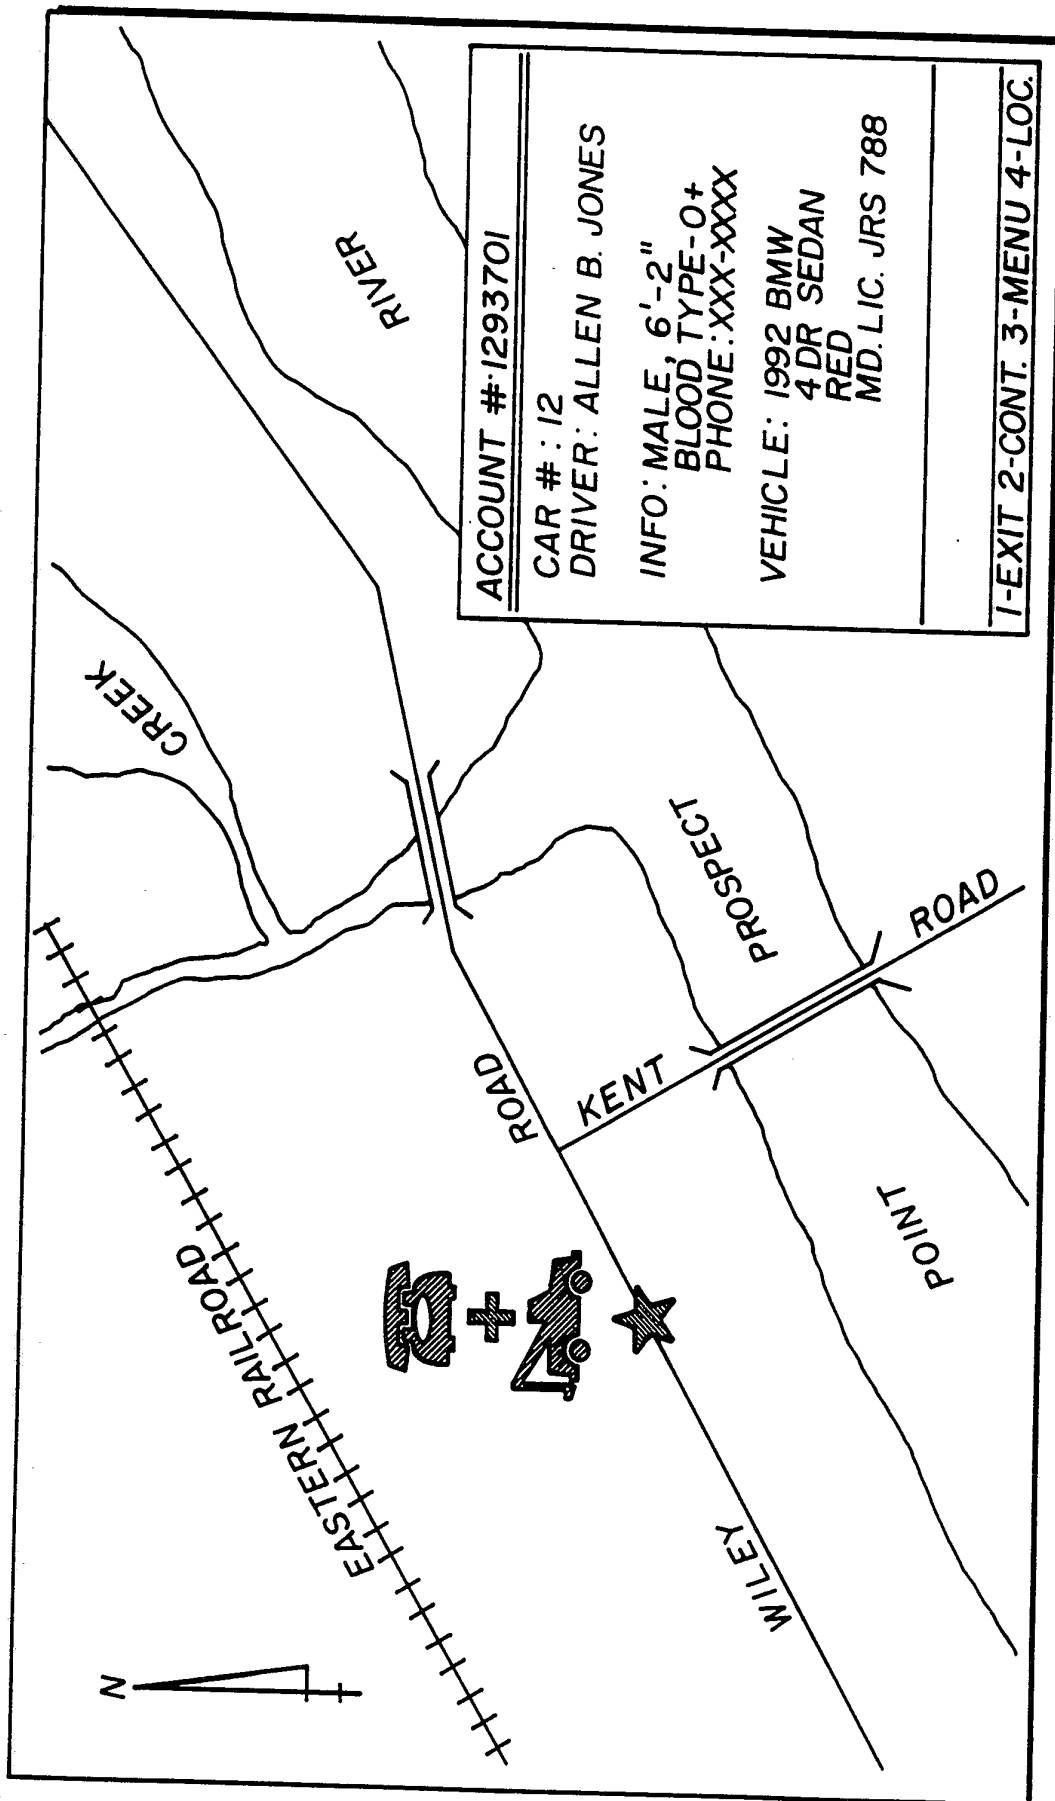 N
EASTERN RAILROAD
CREEK
RIVER
WILEY
ROAD
KENT
ROAD
POINT
PROSPECT
ACCOUNT #:1293701
CAR #: 12
DRIVER: ALLEN B. JONES
INFO: MALE, 6'-2"
BLOOD TYPE-O+
PHONE:XXX-XXXX
VEHICLE: 1992 BMW
4 DR SEDAN
RED
MD. LIC. JRS 788
1-EXIT 2-CONT. 3-MENU 4-LOC.